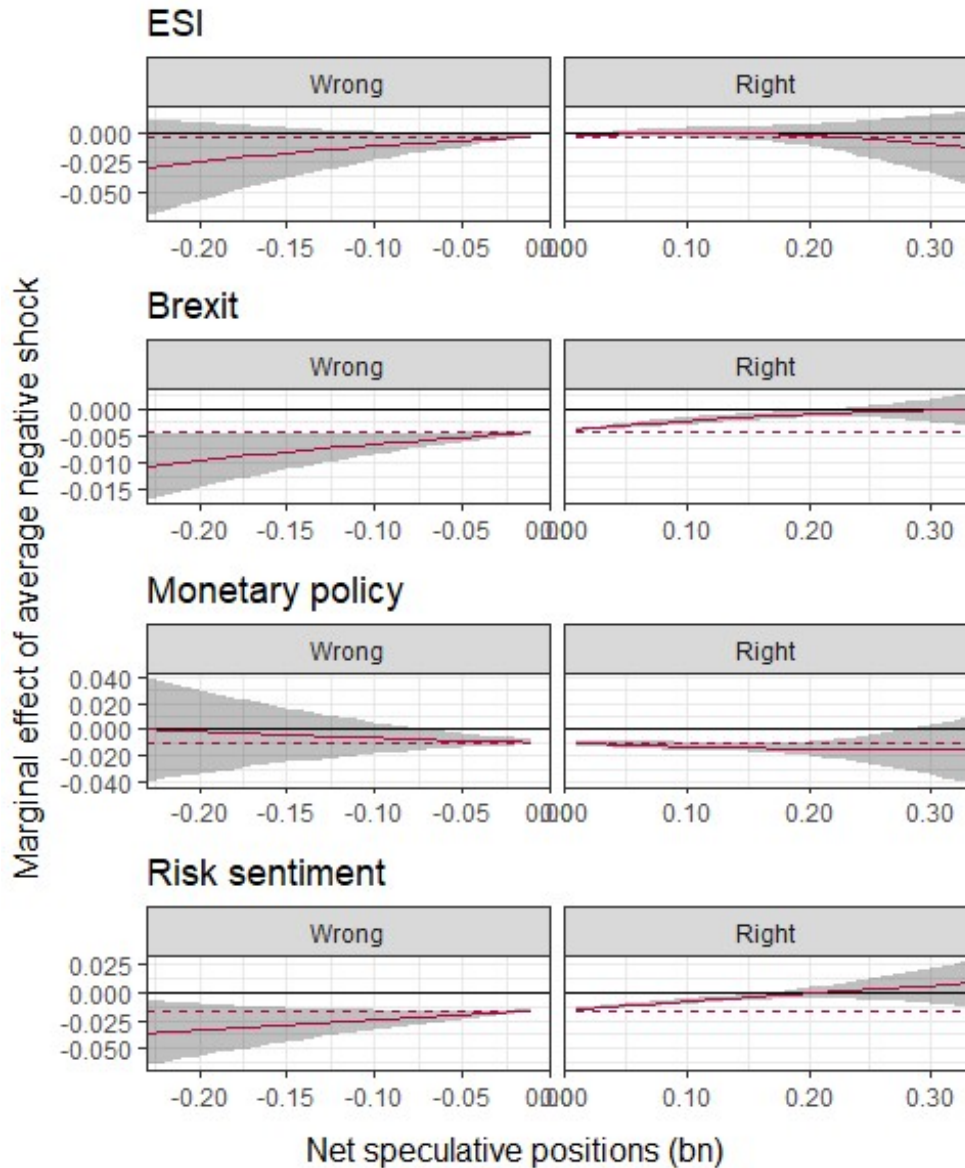 ESI
Wrong Right
0.000
-0.025
-0.050
-0.20 -0.15 -0.10 -0.05 0.00 0.00 0.10 0.20 0.30
Brexit
Wrong Right
0.000
-0.005
-0.010
-0.015
-0.20 -0.15 -0.10 -0.05 0.00 0.00 0.10 0.20 0.30
Monetary policy
Wrong Right
0.040
0.020
0.000
-0.020
-0.040
-0.20 -0.15 -0.10 -0.05 0.00 0.00 0.10 0.20 0.30
Risk sentiment
Wrong Right
0.025
0.000
-0.025
-0.050
-0.20 -0.15 -0.10 -0.05 0.00 0.00 0.10 0.20 0.30
Marginal effect of average negative shock
Net speculative positions (bn)